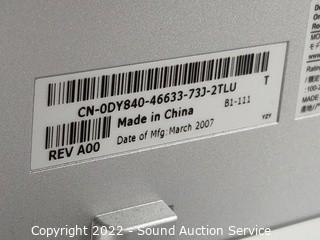 CN-0DY840-46633-73J-2TLU T
Made in China B1-111
Date of Mfg: March 2007
REV A00 YZY
Copyright 2022 - Sound Auction Service